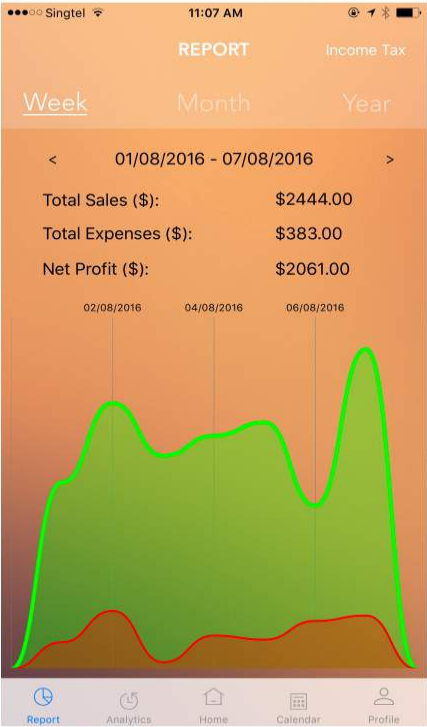 Singtel 11:07 AM
REPORT Income Tax
Week Month Year
< 01/08/2016 - 07/08/2016 >
Total Sales ($): $2444.00
Total Expenses ($): $383.00
Net Profit ($): $2061.00
02/08/2016 04/08/2016 06/08/2016
Report Analytics Home Calendar Profile